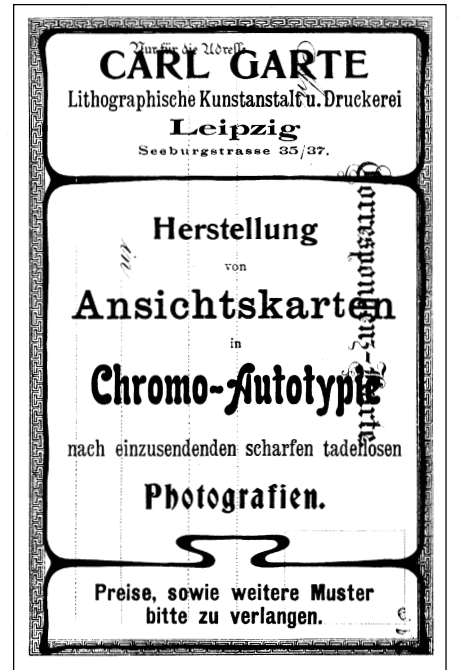 Nur für die Adresse
CARL GARTE
Lithographische Kunstanstalt u. Druckerei
Leipzig
Seeburgstrasse 35/37.
Herstellung
von
Ansichtskarten
in
Chromo-Autotypie
nach einzusendenden scharfen tadellosen
Photografien.
Preise, sowie weitere Muster
bitte zu verlangen.
Correspondenz-Karte
in